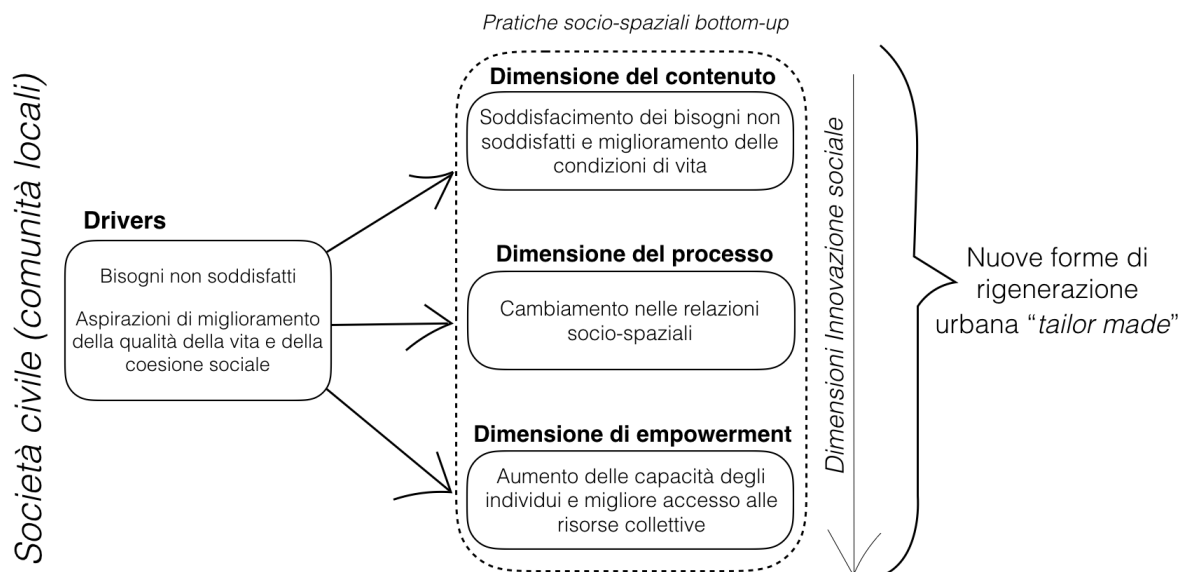 Società civile (comunità locali)
Drivers
Bisogni non soddisfatti
Aspirazioni di miglioramento
della qualità della vita e della
coesione sociale
Pratiche socio-spaziali bottom-up
Dimensione del contenuto
Soddisfacimento dei bisogni non
soddisfatti e miglioramento delle
condizioni di vita
Dimensione del processo
Cambiamento nelle relazioni
socio-spaziali
Dimensione di empowerment
Aumento delle capacità degli
individui e migliore accesso alle
risorse collettive
Dimensioni Innovazione sociale
Nuove forme di
rigenerazione
urbana “tailor made”